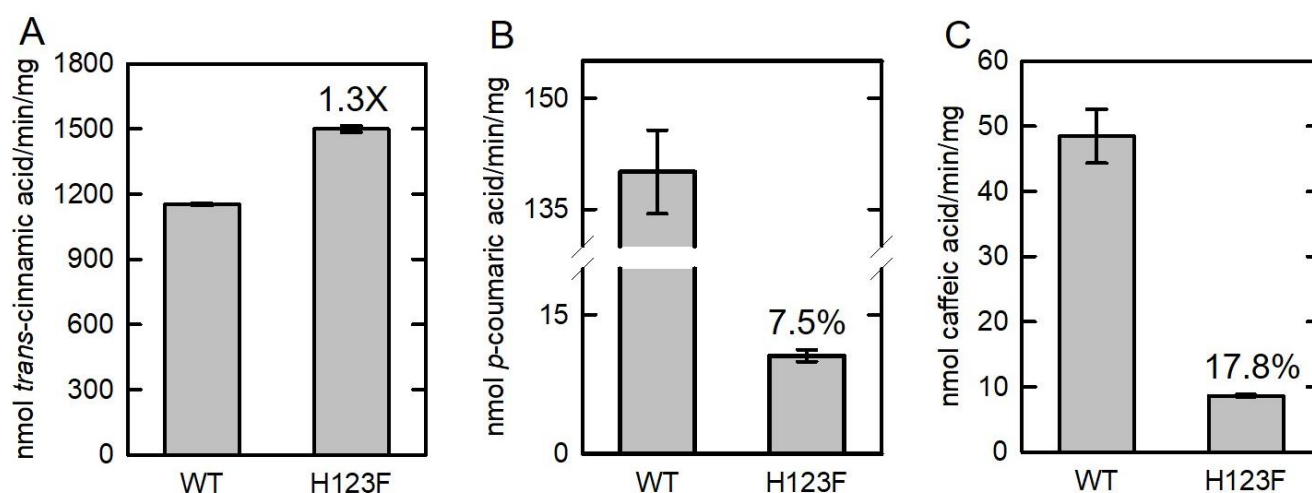 A
nmol trans-cinnamic acid/min/mg
1800
1500
1200
900
600
300
0
1.3X
WT H123F
B
nmol p-coumaric acid/min/mg
150
135
15
0
7.5%
WT H123F
C
nmol caffeic acid/min/mg
60
50
40
30
20
10
0
17.8%
WT H123F